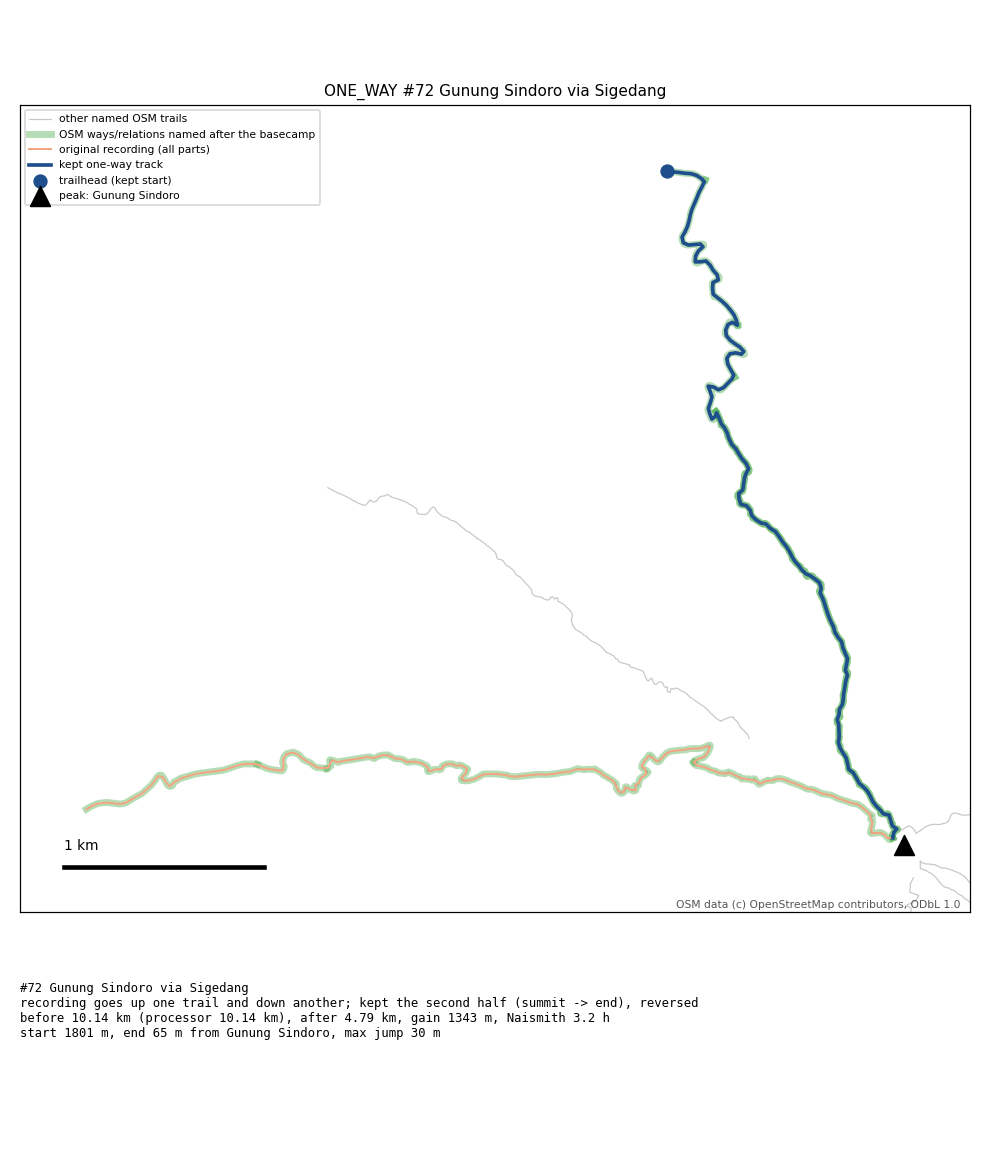 ONE_WAY #72 Gunung Sindoro via Sigedang
other named OSM trails
OSM ways/relations named after the basecamp
original recording (all parts)
kept one-way track
trailhead (kept start)
peak: Gunung Sindoro
1 km
OSM data (c) OpenStreetMap contributors, ODbL 1.0
#72 Gunung Sindoro via Sigedang
recording goes up one trail and down another; kept the second half (summit -> end), reversed
before 10.14 km (processor 10.14 km), after 4.79 km, gain 1343 m, Naismith 3.2 h
start 1801 m, end 65 m from Gunung Sindoro, max jump 30 m